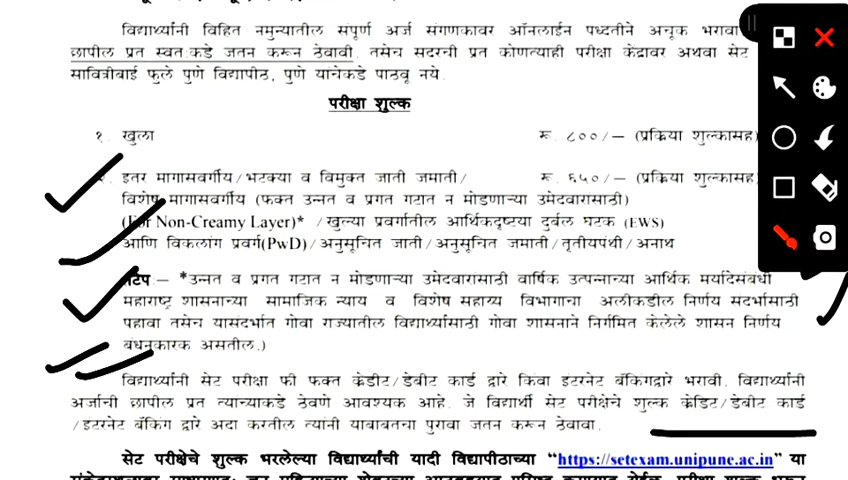 विद्यार्थ्यांनी विहित नमुन्यातील संपूर्ण अर्ज संगणकावर ऑनलाईन पध्दतीने अचूक भरावा
छापील प्रत स्वतःकडे जतन करून ठेवावी. तसेच सदरची प्रत कोणत्याही परीक्षा केंद्रावर अथवा सेट
सावित्रीबाई फुले पुणे विद्यापीठ, पुणे यांचेकडे पाठवू नये.
परीक्षा शुल्क
१. खुला रू. ८००/– (प्रक्रिया शुल्कासह)
इतर मागासवर्गीय/भटक्या व विमुक्त जाती जमाती/ रू. ६५०/– (प्रक्रिया शुल्कासह)
विशेष मागासवर्गीय (फक्त उन्नत व प्रगत गटात न मोडणाऱ्या उमेदवारांसाठी)
(For Non-Creamy Layer)* /खुल्या प्रवर्गातील आर्थिकदृष्टया दुर्बल घटक (EWS)
आणि विकलांग प्रवर्ग(PwD)/अनुसूचित जाती/अनुसूचित जमाती/तृतीयपंथी/अनाथ
टिप – *उन्नत व प्रगत गटात न मोडणाऱ्या उमेदवारांसाठी वार्षिक उत्पन्नाच्या आर्थिक मर्यादेसंबंधी
महाराष्ट्र शासनाच्या सामाजिक न्याय व विशेष सहाय्य विभागाचा अलीकडील निर्णय संदर्भासाठी
पहावा तसेच यासंदर्भात गोवा राज्यातील विद्यार्थ्यांसाठी गोवा शासनाने निर्गमित केलेले शासन निर्णय
बंधनकारक असतील.)
विद्यार्थ्यांनी सेट परीक्षा फी फक्त क्रेडीट/डेबीट कार्ड द्वारे किंवा इंटरनेट बँकिंगद्वारे भरावी. विद्यार्थ्यांनी
अर्जाची छापील प्रत त्यांच्याकडे ठेवणे आवश्यक आहे. जे विद्यार्थी सेट परीक्षेचे शुल्क क्रेडिट/डेबीट कार्ड
/इंटरनेट बँकिंग द्वारे अदा करतील त्यांनी याबाबतचा पुरावा जतन करून ठेवावा.
सेट परीक्षेचे शुल्क भरलेल्या विद्यार्थ्यांची यादी विद्यापीठाच्या “https://setexam.unipune.ac.in” या